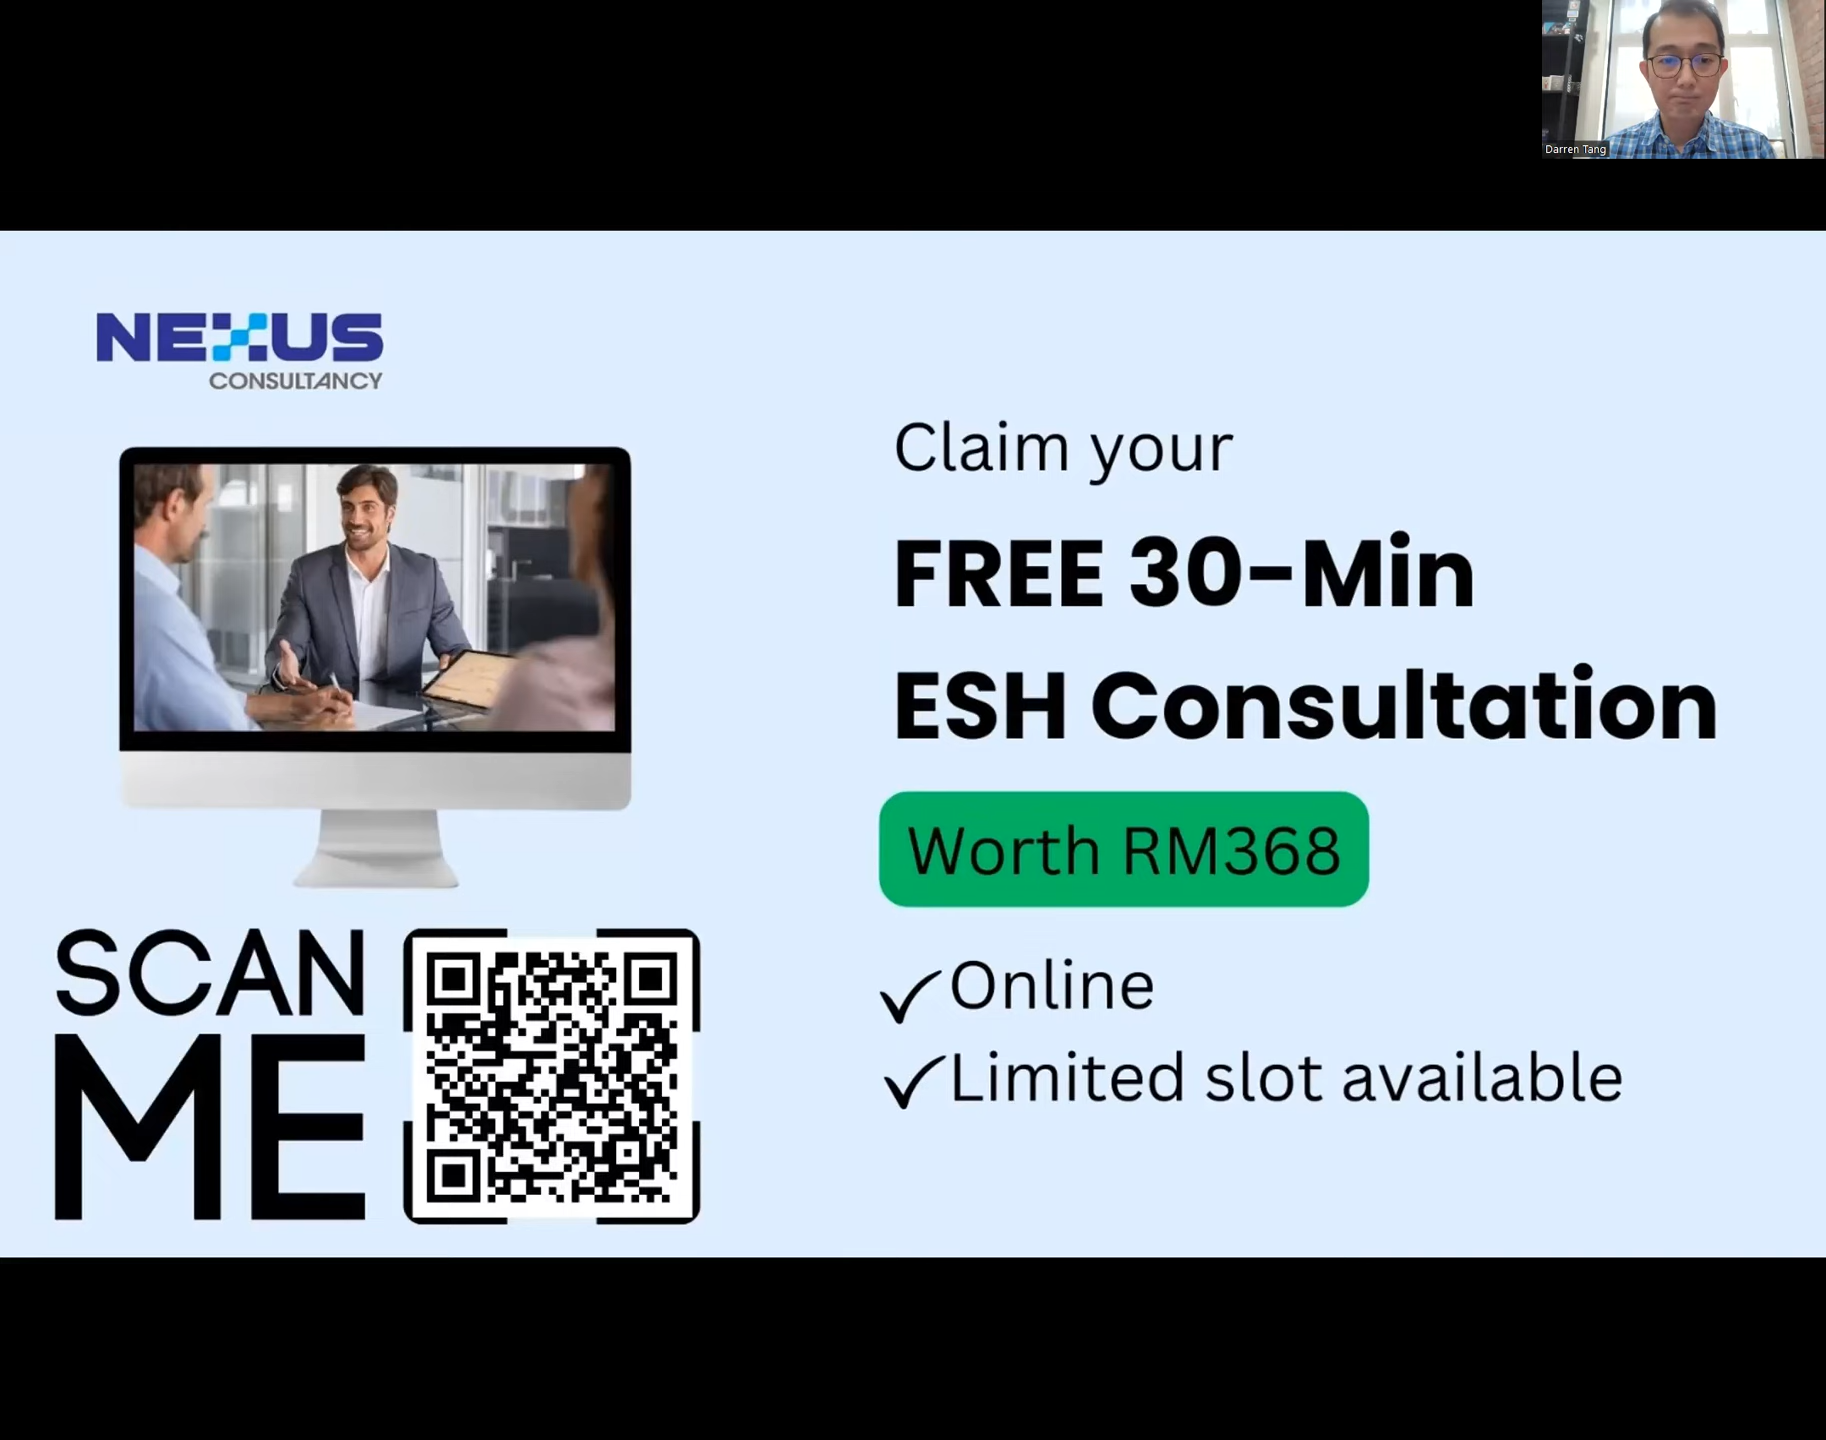 Darren Tang
NEXUS
CONSULTANCY
Claim your
FREE 30-Min
ESH Consultation
Worth RM368
Online
Limited slot available
SCAN
ME